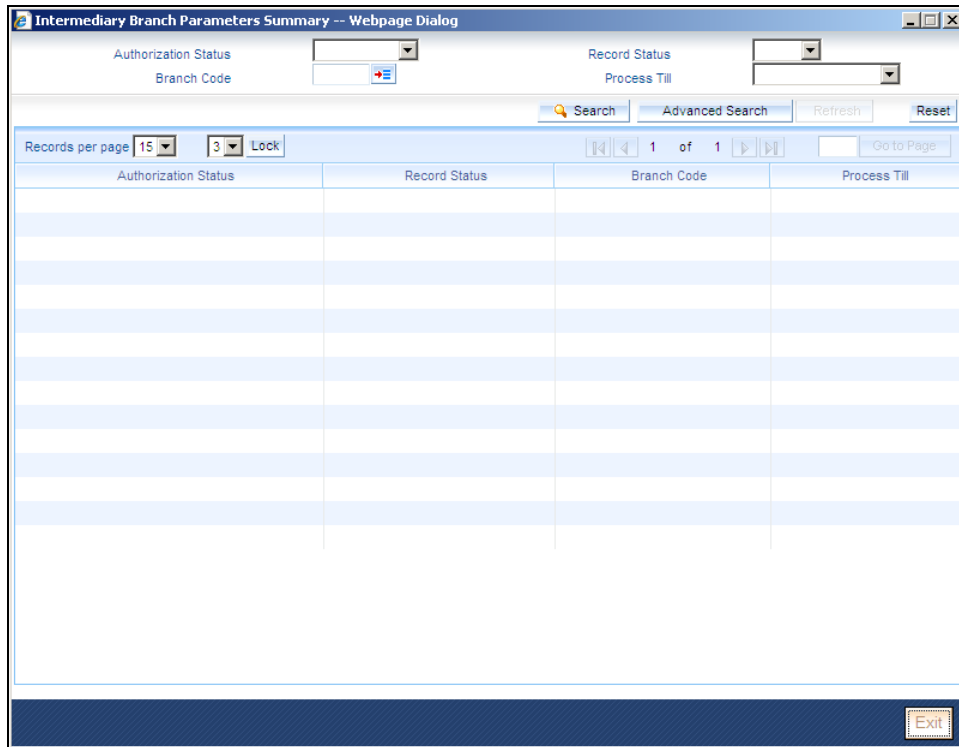 Intermediary Branch Parameters Summary -- Webpage Dialog
Authorization Status Record Status
Branch Code Process Till
Search Advanced Search Refresh Reset
Records per page 15 3 Lock 1 of 1 Go to Page
Authorization Status Record Status Branch Code Process Till
Exit